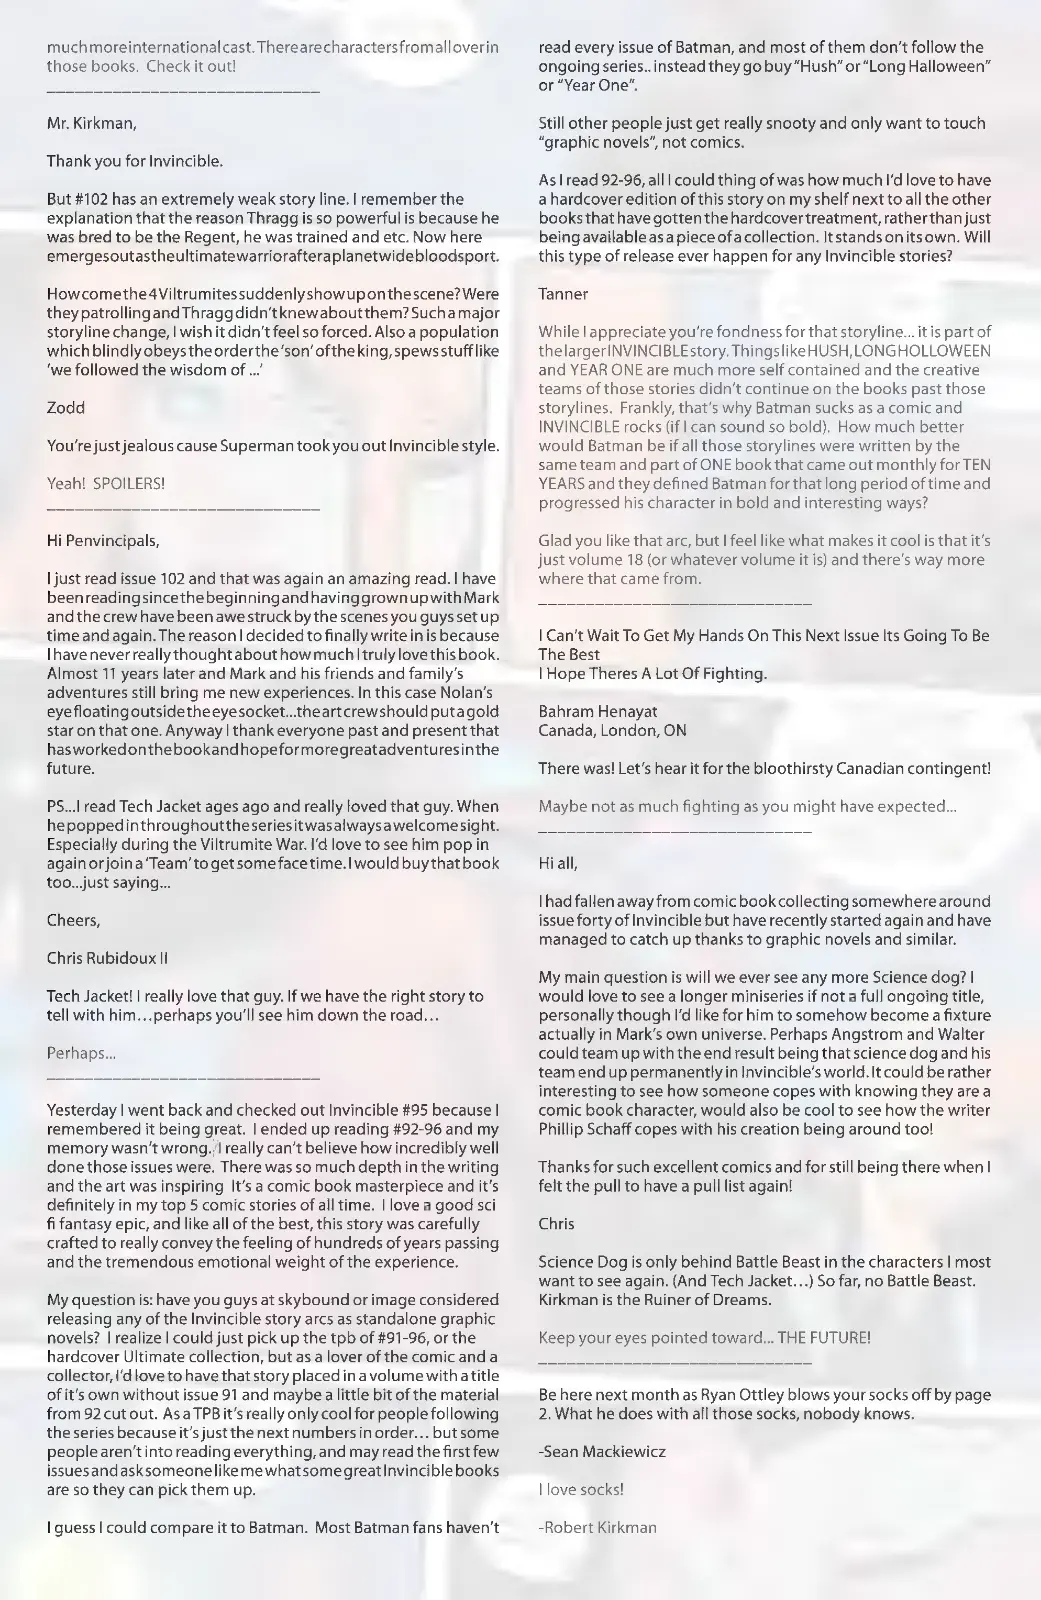 much more international cast. There are characters from all over in
those books.  Check it out!
______________________________
Mr. Kirkman,
Thank you for Invincible.
But #102 has an extremely weak story line. I remember the
explanation that the reason Thragg is so powerful is because he
was bred to be the Regent, he was trained and etc. Now here
emerges out as the ultimate warrior after a planet wide bloodsport.
How come the 4 Viltrumites suddenly show up on the scene? Were
they patrolling and Thragg didn't knew about them? Such a major
storyline change, I wish it didn't feel so forced. Also a population
which blindly obeys the order the 'son' of the king, spews stuff like
'we followed the wisdom of ...'
Zodd
You're just jealous cause Superman took you out Invincible style.
Yeah!  SPOILERS!
______________________________
Hi Penvincipals,
I just read issue 102 and that was again an amazing read. I have
been reading since the beginning and having grown up with Mark
and the crew have been awe struck by the scenes you guys set up
time and again. The reason I decided to finally write in is because
I have never really thought about how much I truly love this book.
Almost 11 years later and Mark and his friends and family's
adventures still bring me new experiences. In this case Nolan's
eye floating outside the eye socket...the art crew should put a gold
star on that one. Anyway I thank everyone past and present that
has worked on the book and hope for more great adventures in the
future.
PS...I read Tech Jacket ages ago and really loved that guy. When
he popped in throughout the series it was always a welcome sight.
Especially during the Viltrumite War. I'd love to see him pop in
again or join a 'Team' to get some face time. I would buy that book
too...just saying...
Cheers,
Chris Rubidoux II
Tech Jacket! I really love that guy. If we have the right story to
tell with him…perhaps you'll see him down the road…
Perhaps...
______________________________
Yesterday I went back and checked out Invincible #95 because I
remembered it being great.  I ended up reading #92-96 and my
memory wasn't wrong.  I really can't believe how incredibly well
done those issues were.  There was so much depth in the writing
and the art was inspiring  It's a comic book masterpiece and it's
definitely in my top 5 comic stories of all time.  I love a good sci
fi fantasy epic, and like all of the best, this story was carefully
crafted to really convey the feeling of hundreds of years passing
and the tremendous emotional weight of the experience.
My question is: have you guys at skybound or image considered
releasing any of the Invincible story arcs as standalone graphic
novels?  I realize I could just pick up the tpb of #91-96, or the
hardcover Ultimate collection, but as a lover of the comic and a
collector, I'd love to have that story placed in a volume with a title
of it's own without issue 91 and maybe a little bit of the material
from 92 cut out.  As a TPB it's really only cool for people following
the series because it's just the next numbers in order… but some
people aren't into reading everything, and may read the first few
issues and ask someone like me what some great Invincible books
are so they can pick them up.
I guess I could compare it to Batman.  Most Batman fans haven't
read every issue of Batman, and most of them don't follow the
ongoing series.. instead they go buy "Hush" or "Long Halloween"
or "Year One".
Still other people just get really snooty and only want to touch
"graphic novels", not comics.
As I read 92-96, all I could thing of was how much I'd love to have
a hardcover edition of this story on my shelf next to all the other
books that have gotten the hardcover treatment, rather than just
being available as a piece of a collection.  It stands on its own. Will
this type of release ever happen for any Invincible stories?
Tanner
While I appreciate you're fondness for that storyline... it is part of
the larger INVINCIBLE story. Things like HUSH, LONG HOLLOWEEN
and YEAR ONE are much more self contained and the creative
teams of those stories didn't continue on the books past those
storylines.  Frankly, that's why Batman sucks as a comic and
INVINCIBLE rocks (if I can sound so bold).  How much better
would Batman be if all those storylines were written by the
same team and part of ONE book that came out monthly for TEN
YEARS and they defined Batman for that long period of time and
progressed his character in bold and interesting ways?
Glad you like that arc, but I feel like what makes it cool is that it's
just volume 18 (or whatever volume it is) and there's way more
where that came from.
______________________________
I Can't Wait To Get My Hands On This Next Issue Its Going To Be
The Best
I Hope Theres A Lot Of Fighting.
Bahram Henayat
Canada, London, ON
There was! Let's hear it for the bloothirsty Canadian contingent!
Maybe not as much fighting as you might have expected...
______________________________
Hi all,
I had fallen away from comic book collecting somewhere around
issue forty of Invincible but have recently started again and have
managed to catch up thanks to graphic novels and similar.
My main question is will we ever see any more Science dog? I
would love to see a longer miniseries if not a full ongoing title,
personally though I'd like for him to somehow become a fixture
actually in Mark's own universe. Perhaps Angstrom and Walter
could team up with the end result being that science dog and his
team end up permanently in Invincible's world. It could be rather
interesting to see how someone copes with knowing they are a
comic book character, would also be cool to see how the writer
Phillip Schaff copes with his creation being around too!
Thanks for such excellent comics and for still being there when I
felt the pull to have a pull list again!
Chris
Science Dog is only behind Battle Beast in the characters I most
want to see again. (And Tech Jacket…) So far, no Battle Beast.
Kirkman is the Ruiner of Dreams.
Keep your eyes pointed toward... THE FUTURE!
______________________________
Be here next month as Ryan Ottley blows your socks off by page
2. What he does with all those socks, nobody knows.
-Sean Mackiewicz
I love socks!
-Robert Kirkman